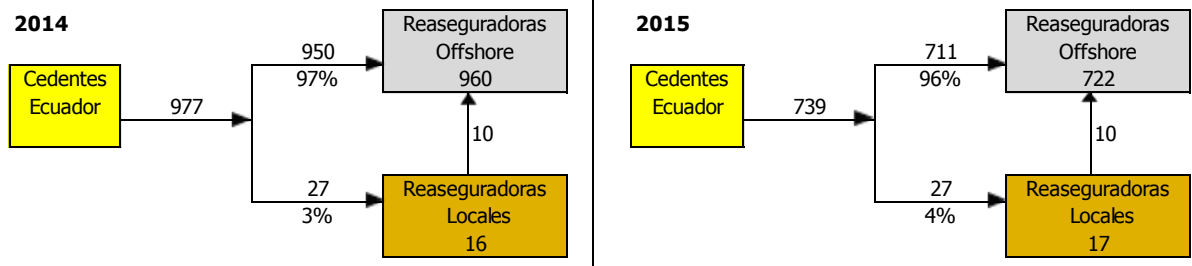 2014
Cedentes
Ecuador
977
950
97%
Reaseguradoras
Offshore
960
10
27
3%
Reaseguradoras
Locales
16
2015
Cedentes
Ecuador
739
711
96%
Reaseguradoras
Offshore
722
10
27
4%
Reaseguradoras
Locales
17